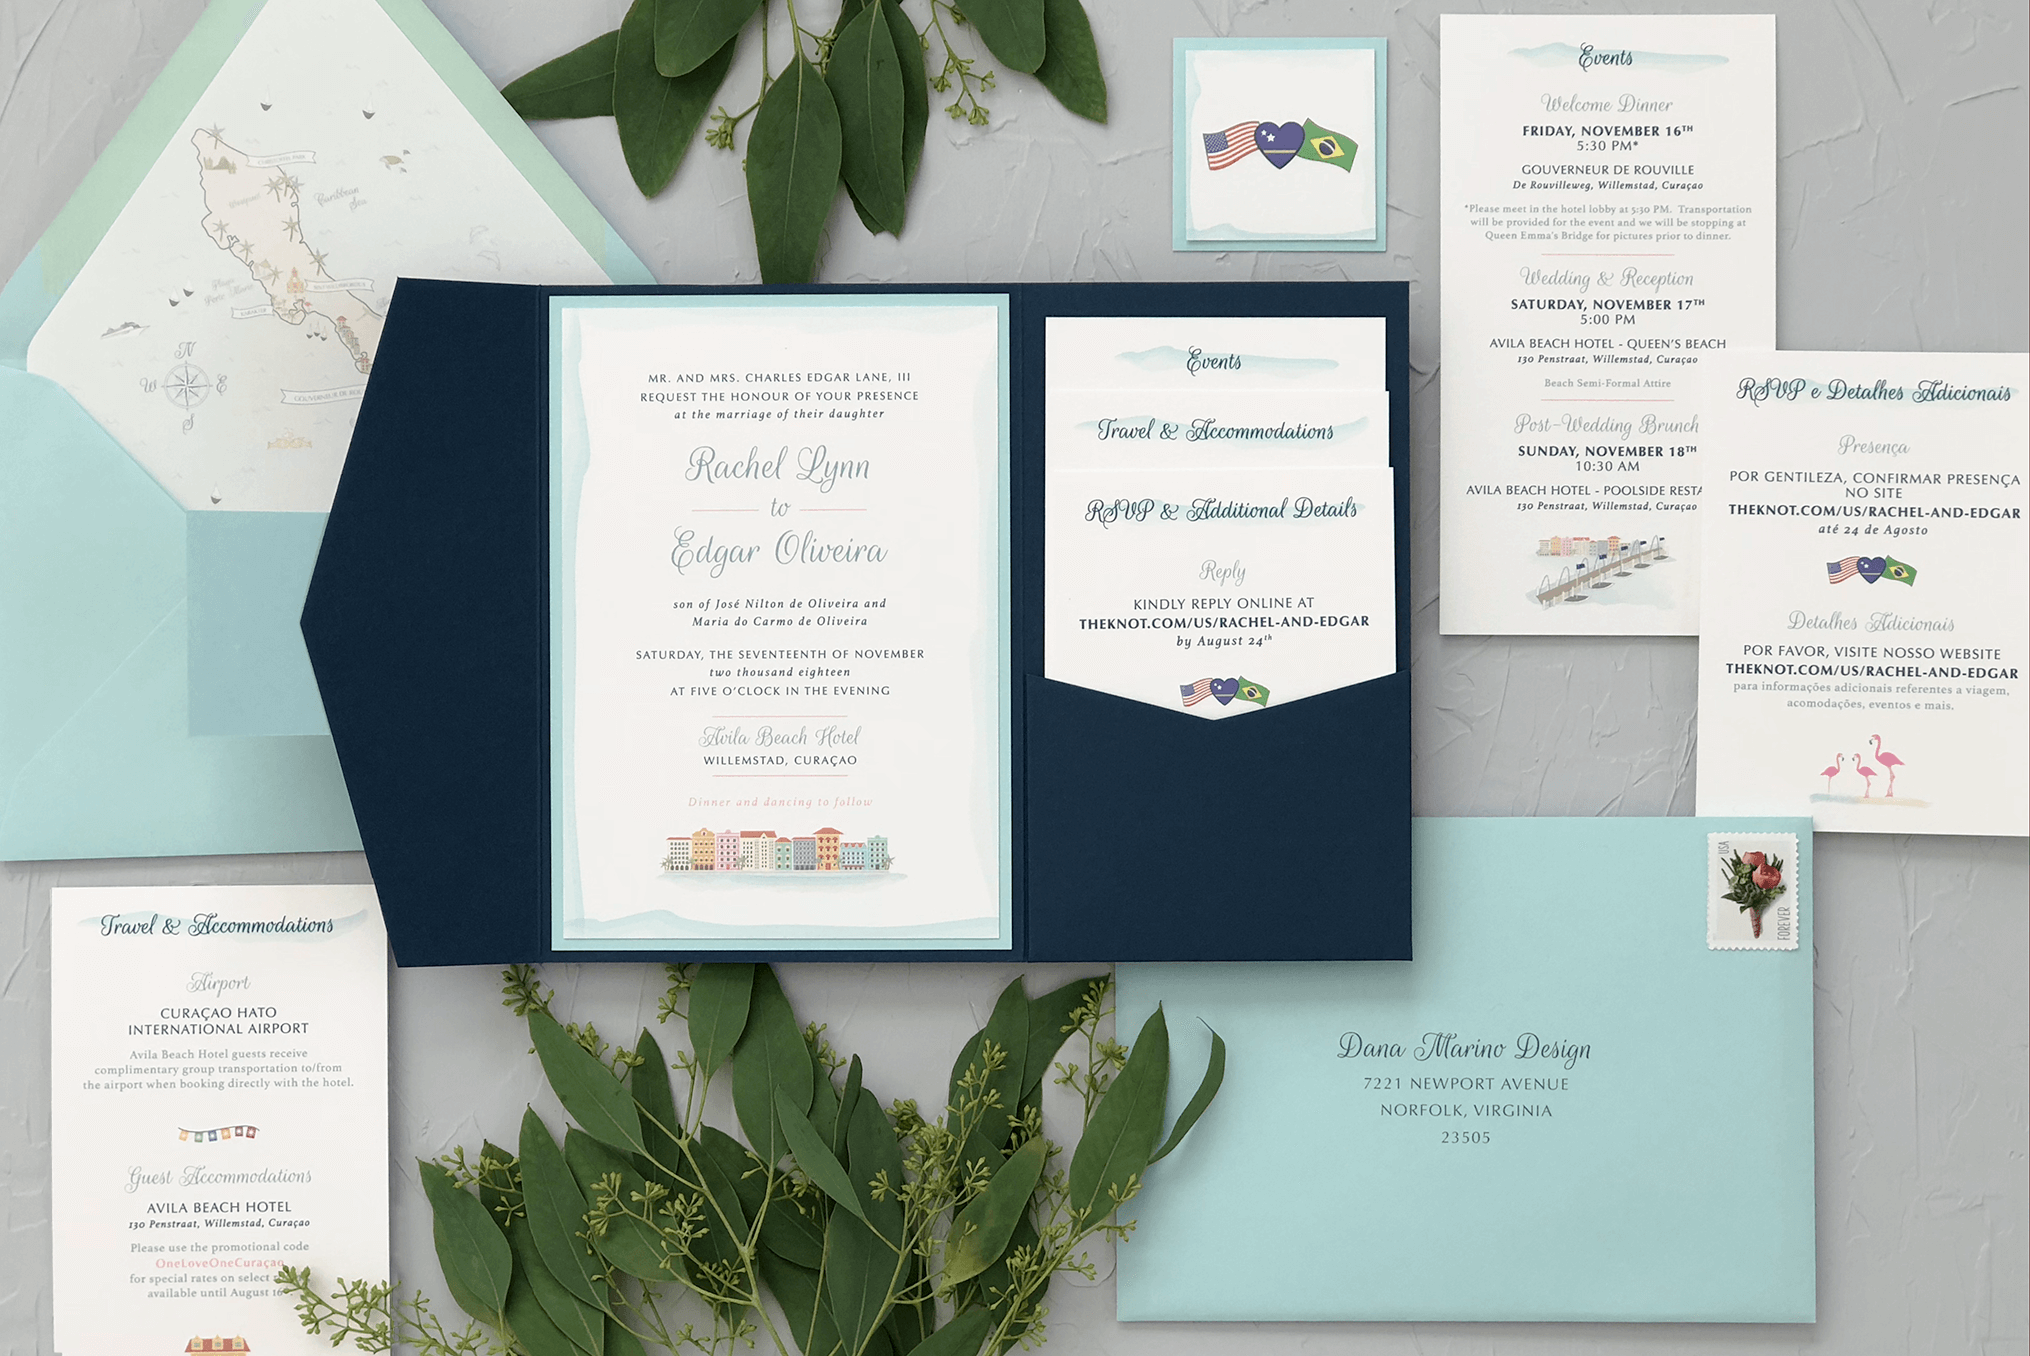 Caribbean
Sea
N
W
E
S
MR. AND MRS. CHARLES EDGAR LANE, III
REQUEST THE HONOUR OF YOUR PRESENCE
at the marriage of their daughter
Rachel Lynn
to
Edgar Oliveira
son of José Nilton de Oliveira and
Maria do Carmo de Oliveira
SATURDAY, THE SEVENTEENTH OF NOVEMBER
two thousand eighteen
AT FIVE O'CLOCK IN THE EVENING
Avila Beach Hotel
WILLEMSTAD, CURAÇAO
Dinner and dancing to follow
Events
Travel & Accommodations
RSVP & Additional Details
Reply
KINDLY REPLY ONLINE AT
THEKNOT.COM/US/RACHEL-AND-EDGAR
by August 24th
Events
Welcome Dinner
FRIDAY, NOVEMBER 16TH
5:30 PM*
GOUVERNEUR DE ROUVILLE
De Rouvilleweg, Willemstad, Curaçao
*Please meet in the hotel lobby at 5:30 PM. Transportation
will be provided for the event and we will be stopping at
Queen Emma's Bridge for pictures prior to dinner.
Wedding & Reception
SATURDAY, NOVEMBER 17TH
5:00 PM
AVILA BEACH HOTEL - QUEEN'S BEACH
130 Penstraat, Willemstad, Curaçao
Beach Semi-Formal Attire
Post-Wedding Brunch
SUNDAY, NOVEMBER 18TH
10:30 AM
AVILA BEACH HOTEL - POOLSIDE RESTA
130 Penstraat, Willemstad, Curaçao
RSVP e Detalhes Adicionais
Presença
POR GENTILEZA, CONFIRMAR PRESENÇA
NO SITE
THEKNOT.COM/US/RACHEL-AND-EDGAR
até 24 de Agosto
Detalhes Adicionais
POR FAVOR, VISITE NOSSO WEBSITE
THEKNOT.COM/US/RACHEL-AND-EDGAR
para informações adicionais referentes a viagem,
acomodações, eventos e mais.
Travel & Accommodations
Airport
CURAÇAO HATO
INTERNATIONAL AIRPORT
Avila Beach Hotel guests receive
complimentary group transportation to/from
the airport when booking directly with the hotel.
Guest Accommodations
AVILA BEACH HOTEL
130 Penstraat, Willemstad, Curaçao
Please use the promotional code
OneLoveOneCuraçao
for special rates on select
available until August 16
USA
FOREVER
Dana Marino Design
7221 NEWPORT AVENUE
NORFOLK, VIRGINIA
23505